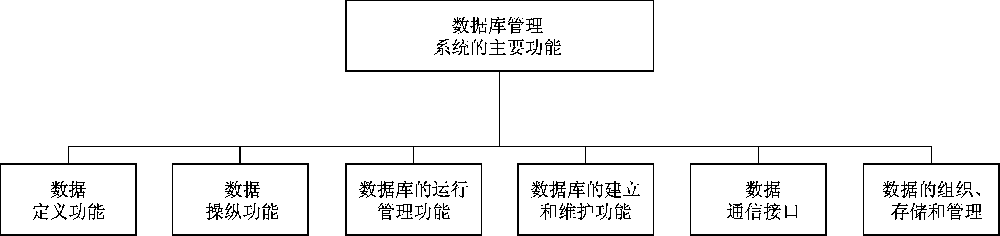 数据库管理
系统的主要功能
数据
定义功能
数据
操纵功能
数据库的运行
管理功能
数据库的建立
和维护功能
数据
通信接口
数据的组织、
存储和管理